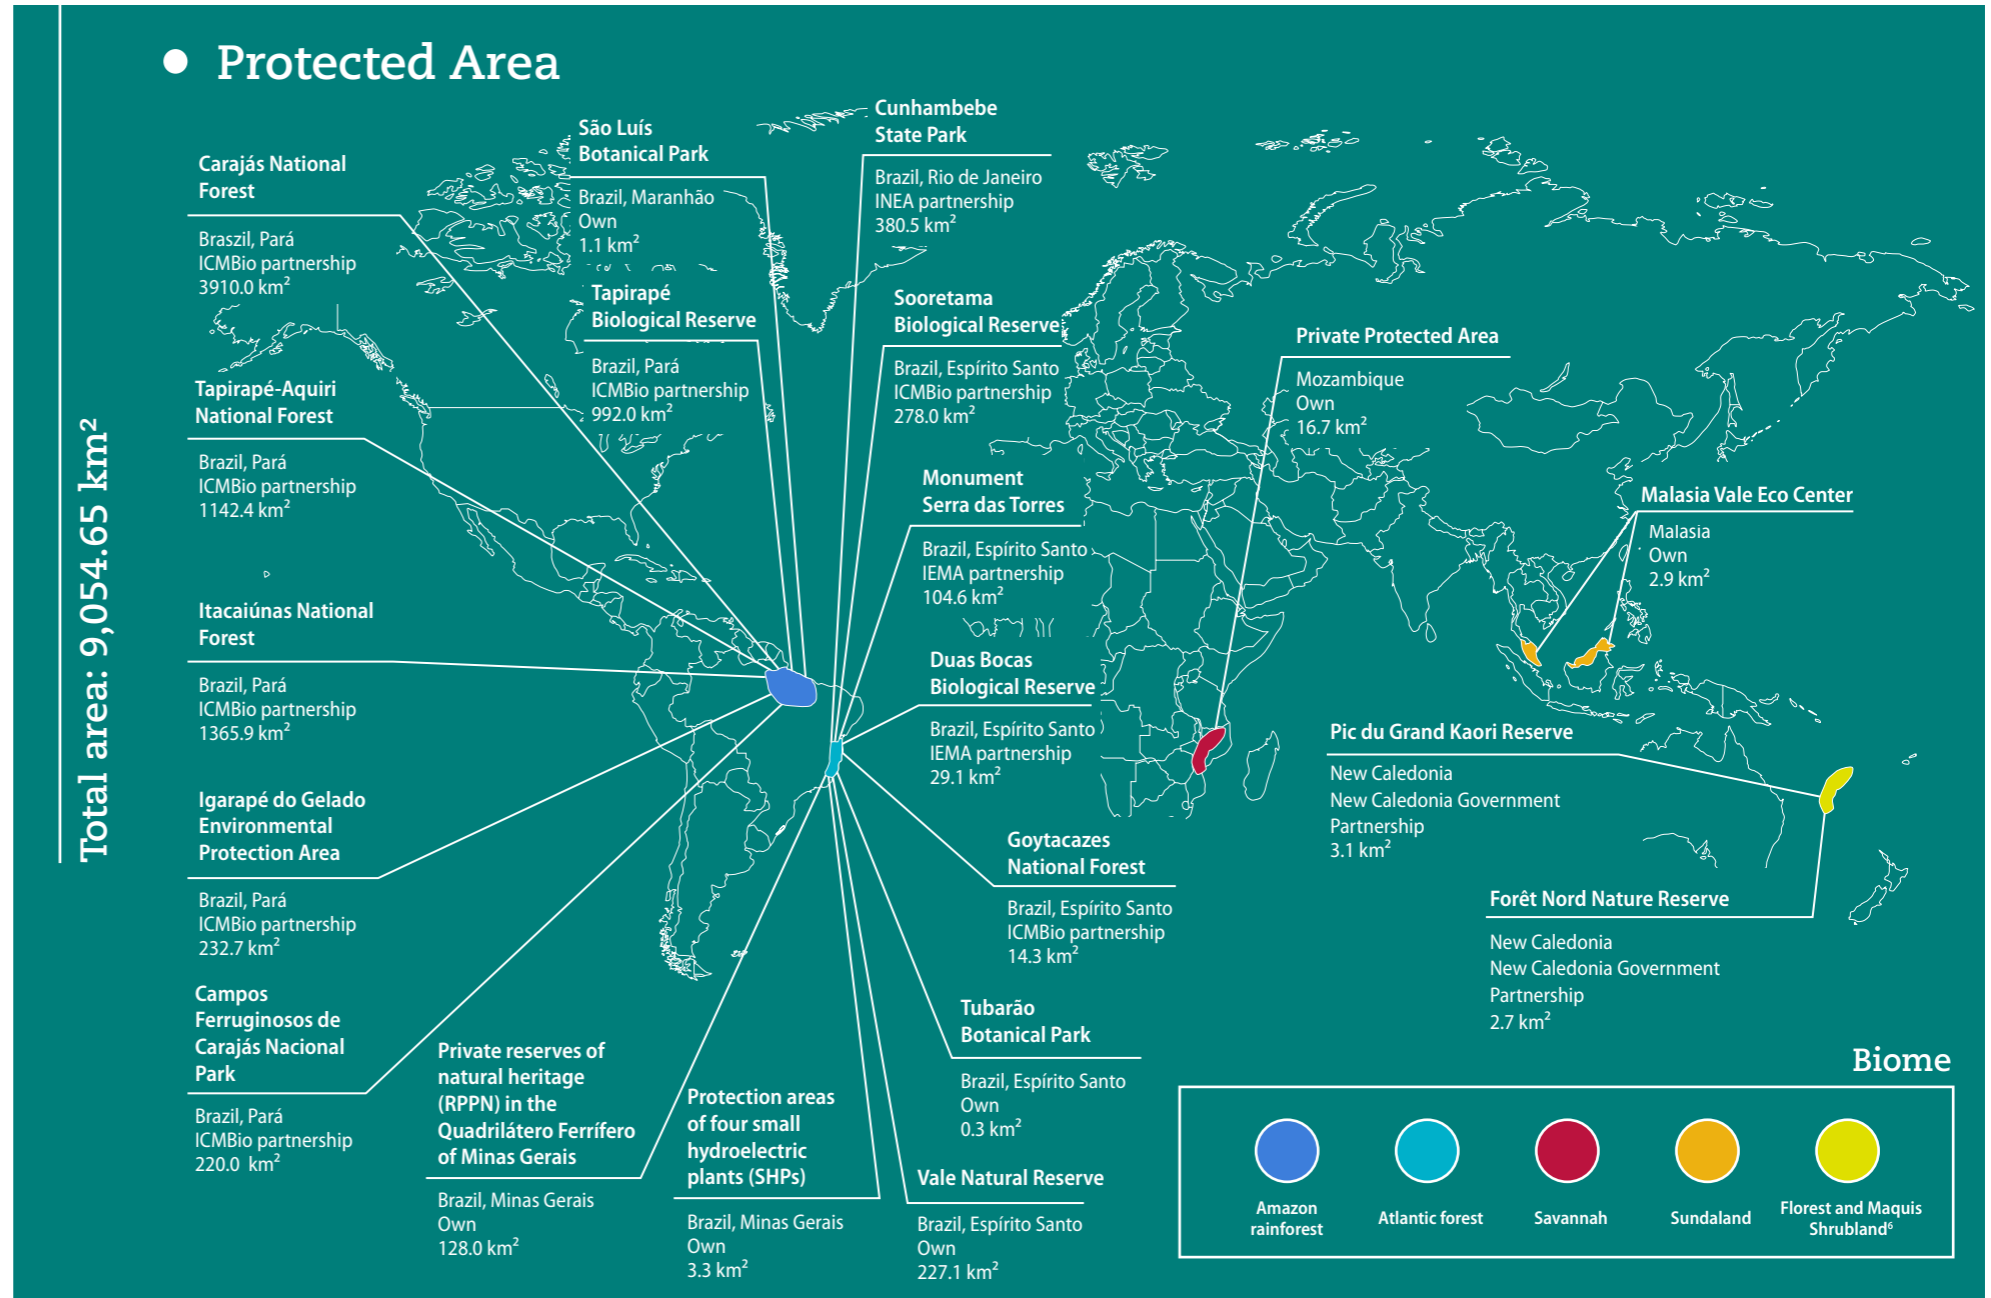 • Protected Area
Total area: 9,054.65 km²
Carajás National
Forest
Braszil, Pará
ICMBio partnership
3910.0 km²
Tapirapé-Aquiri
National Forest
Brazil, Pará
ICMBio partnership
1142.4 km²
Itacaiúnas National
Forest
Brazil, Pará
ICMBio partnership
1365.9 km²
Igarapé do Gelado
Environmental
Protection Area
Brazil, Pará
ICMBio partnership
232.7 km²
Campos
Ferruginosos de
Carajás Nacional
Park
Brazil, Pará
ICMBio partnership
220.0 km²
São Luís
Botanical Park
Brazil, Maranhão
Own
1.1 km²
Tapirapé
Biological Reserve
Brazil, Pará
ICMBio partnership
992.0 km²
Private reserves of
natural heritage
(RPPN) in the
Quadrilátero Ferrífero
of Minas Gerais
Brazil, Minas Gerais
Own
128.0 km²
Protection areas
of four small
hydroelectric
plants (SHPs)
Brazil, Minas Gerais
Own
3.3 km²
Cunhambebe
State Park
Brazil, Rio de Janeiro
INEA partnership
380.5 km²
Sooretama
Biological Reserve
Brazil, Espírito Santo
ICMBio partnership
278.0 km²
Monument
Serra das Torres
Brazil, Espírito Santo
IEMA partnership
104.6 km²
Duas Bocas
Biological Reserve
Brazil, Espírito Santo
IEMA partnership
29.1 km²
Goytacazes
National Forest
Brazil, Espírito Santo
ICMBio partnership
14.3 km²
Tubarão
Botanical Park
Brazil, Espírito Santo
Own
0.3 km²
Vale Natural Reserve
Brazil, Espírito Santo
Own
227.1 km²
Private Protected Area
Mozambique
Own
16.7 km²
Malasia Vale Eco Center
Malasia
Own
2.9 km²
Pic du Grand Kaori Reserve
New Caledonia
New Caledonia Government
Partnership
3.1 km²
Forêt Nord Nature Reserve
New Caledonia
New Caledonia Government
Partnership
2.7 km²
Biome
Amazon
rainforest
Atlantic forest
Savannah
Sundaland
Florest and Maquis
Shrubland⁶